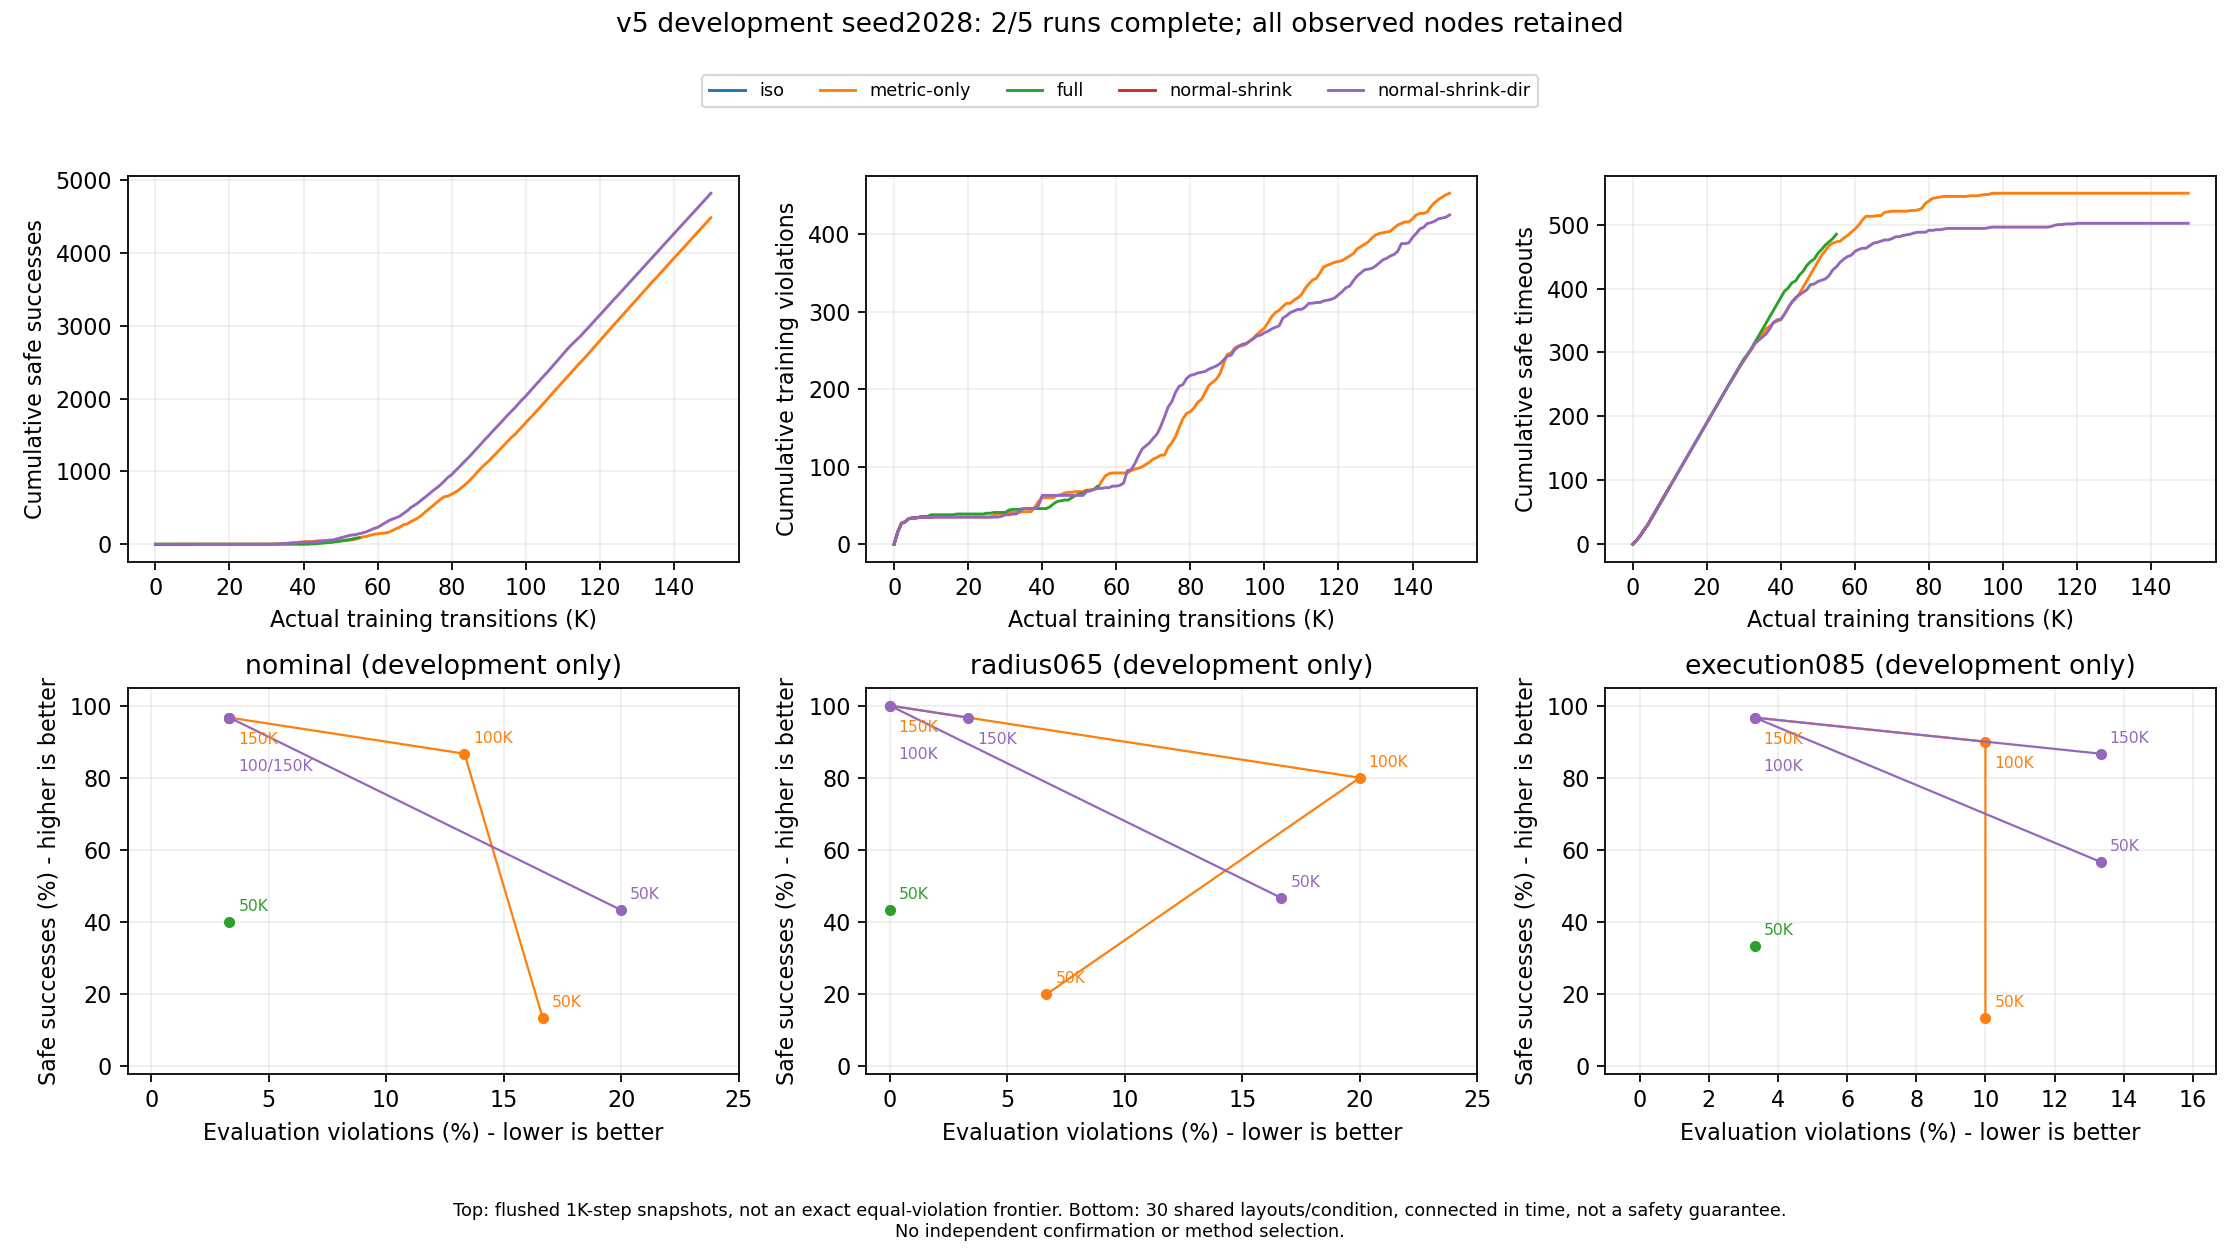 v5 development seed2028: 2/5 runs complete; all observed nodes retained
iso metric-only full normal-shrink normal-shrink-dir
Cumulative safe successes
5000
4000
3000
2000
1000
0
0 20 40 60 80 100 120 140
Actual training transitions (K)
Cumulative training violations
400
300
200
100
0
0 20 40 60 80 100 120 140
Actual training transitions (K)
Cumulative safe timeouts
500
400
300
200
100
0
0 20 40 60 80 100 120 140
Actual training transitions (K)
nominal (development only)
Safe successes (%) - higher is better
100
80
60
40
20
0
150K
100/150K
100K
50K
50K
50K
0 5 10 15 20 25
Evaluation violations (%) - lower is better
radius065 (development only)
Safe successes (%) - higher is better
100
80
60
40
20
0
150K
150K
100K
100K
50K
50K
50K
0 5 10 15 20 25
Evaluation violations (%) - lower is better
execution085 (development only)
Safe successes (%) - higher is better
100
80
60
40
20
0
150K
150K
100K
100K
50K
50K
50K
0 2 4 6 8 10 12 14 16
Evaluation violations (%) - lower is better
Top: flushed 1K-step snapshots, not an exact equal-violation frontier. Bottom: 30 shared layouts/condition, connected in time, not a safety guarantee.
No independent confirmation or method selection.